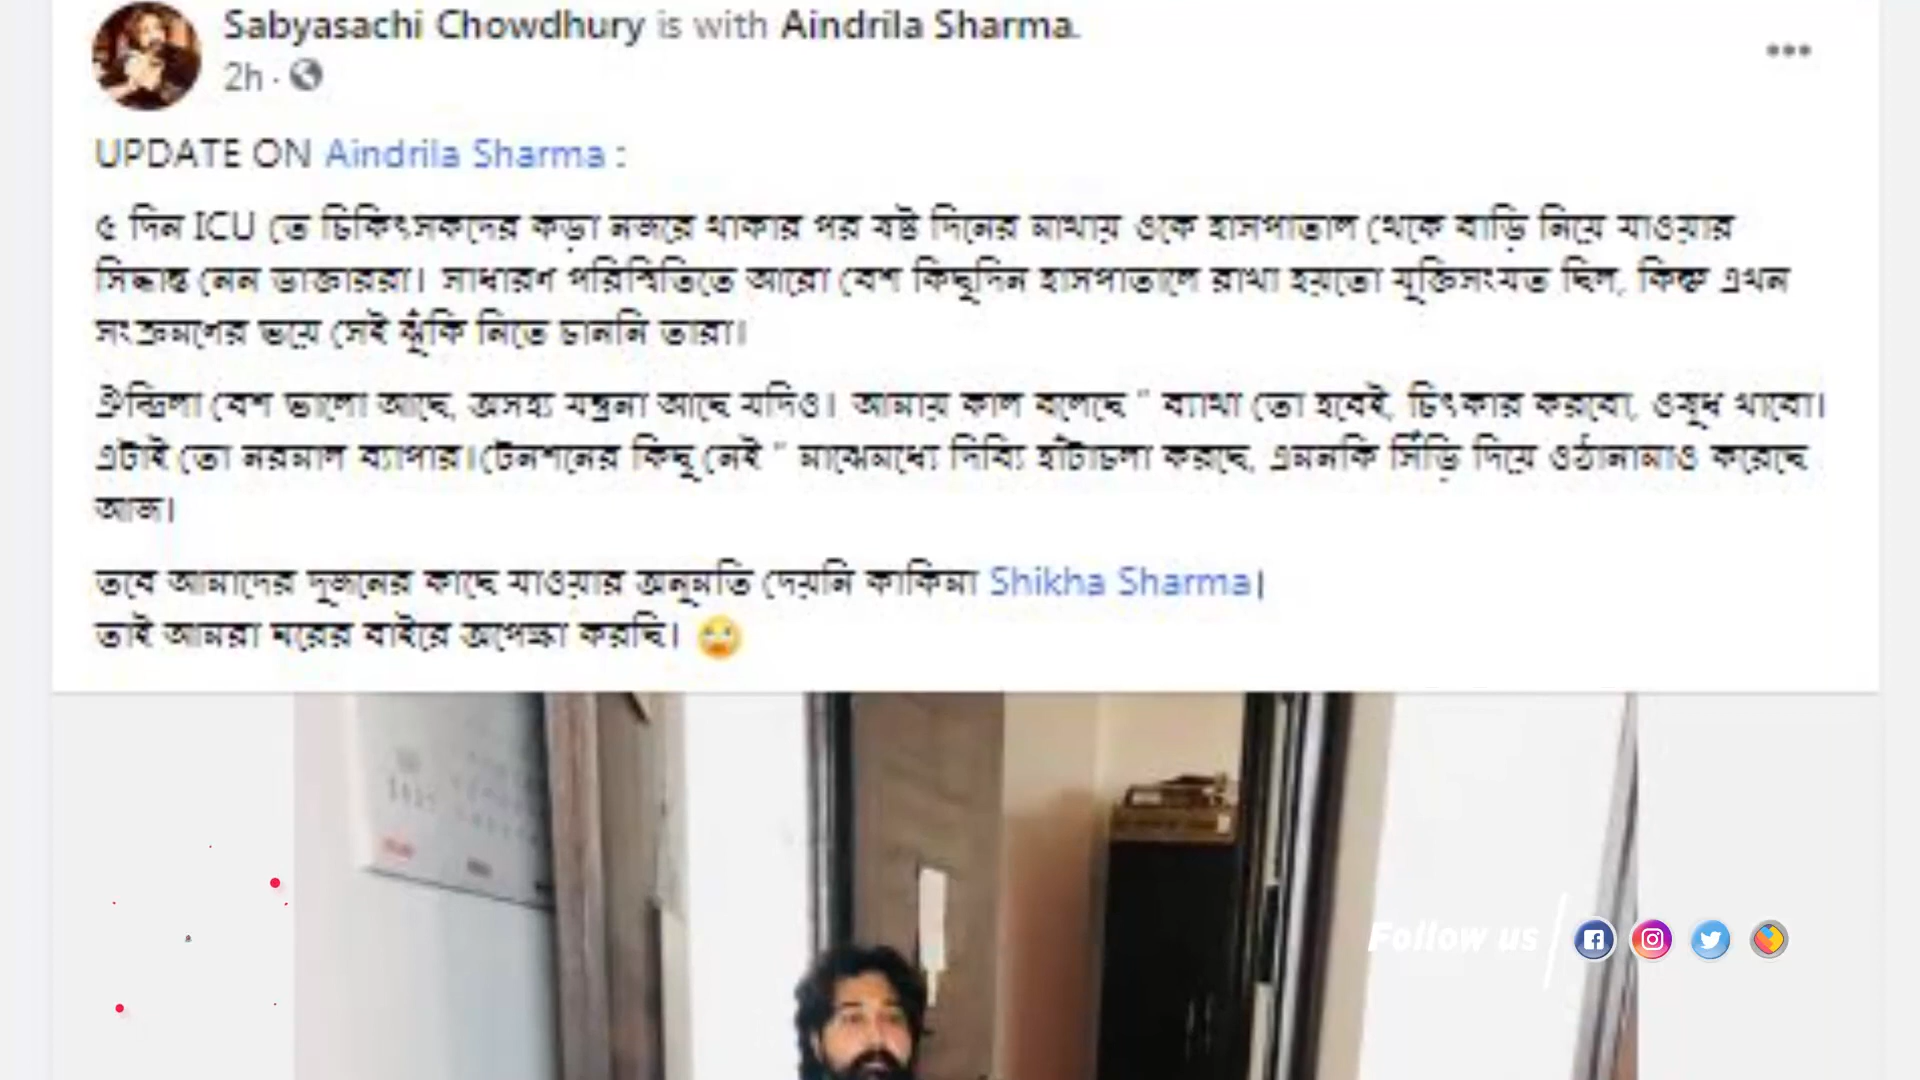 Sabyasachi Chowdhury is with Aindrila Sharma.
2h ·
UPDATE ON Aindrila Sharma :
৫ দিন ICU তে চিকিৎসকদের কড়া নজরে থাকার পর ষষ্ট দিনের মাথায় ওকে হাসপাতাল থেকে বাড়ি নিয়ে যাওয়ার
সিদ্ধান্ত নেন ডাক্তাররা। সাধারণ পরিস্থিতিতে আরো বেশ কিছুদিন হাসপাতালে রাখা হয়তো যুক্তিসংযত ছিল, কিন্তু এখন
সংক্রমণের ভয়ে সেই ঝুঁকি নিতে চাননি তারা।
ঐন্দ্রিলা বেশ ভালো আছে, অসহ্য যন্ত্রনা আছে যদিও। আমায় কাল বলেছে " ব্যাথা তো হবেই, চিৎকার করবো, ওষুধ খাবো।
এটাই তো নরমাল ব্যাপার।টেনশনের কিছু নেই " মাঝেমধ্যে দিব্যি হাঁটাচলা করছে, এমনকি সিঁড়ি দিয়ে ওঠানামাও করেছে
আজ।
তবে আমাদের দুজনের কাছে যাওয়ার অনুমতি দেয়নি কাকিমা Shikha Sharma|
তাই আমরা ঘরের বাইরে অপেক্ষা করছি। 🙄
Follow us